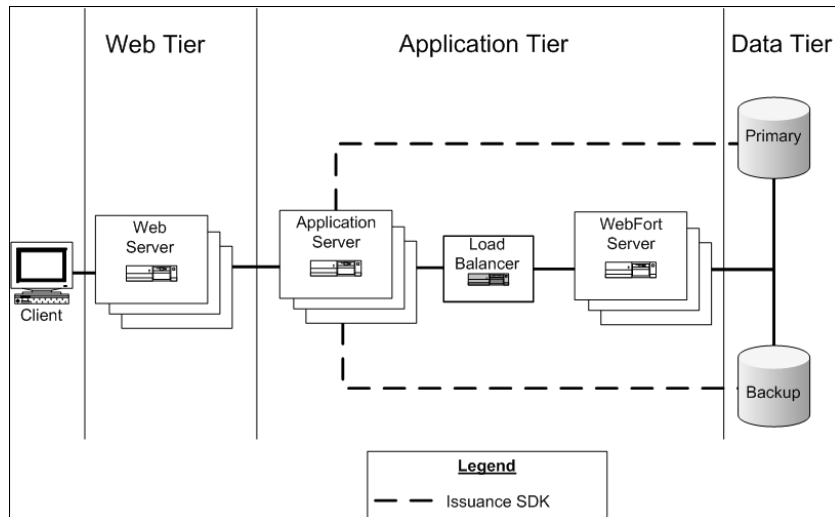 Web Tier
Application Tier
Data Tier
Primary
Web
Server
Application
Server
Load
Balancer
WebFort
Server
Client
Backup
Legend
Issuance SDK